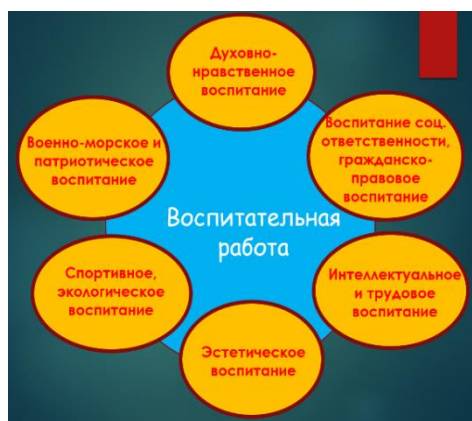 Духовно-
нравственное
воспитание
Военно-морское и
патриотическое
воспитание
Воспитание соц.
ответственности,
гражданско-
правовое
воспитание
Воспитательная
работа
Спортивное,
экологическое
воспитание
Интеллектуальное
и трудовое
воспитание
Эстетическое
воспитание